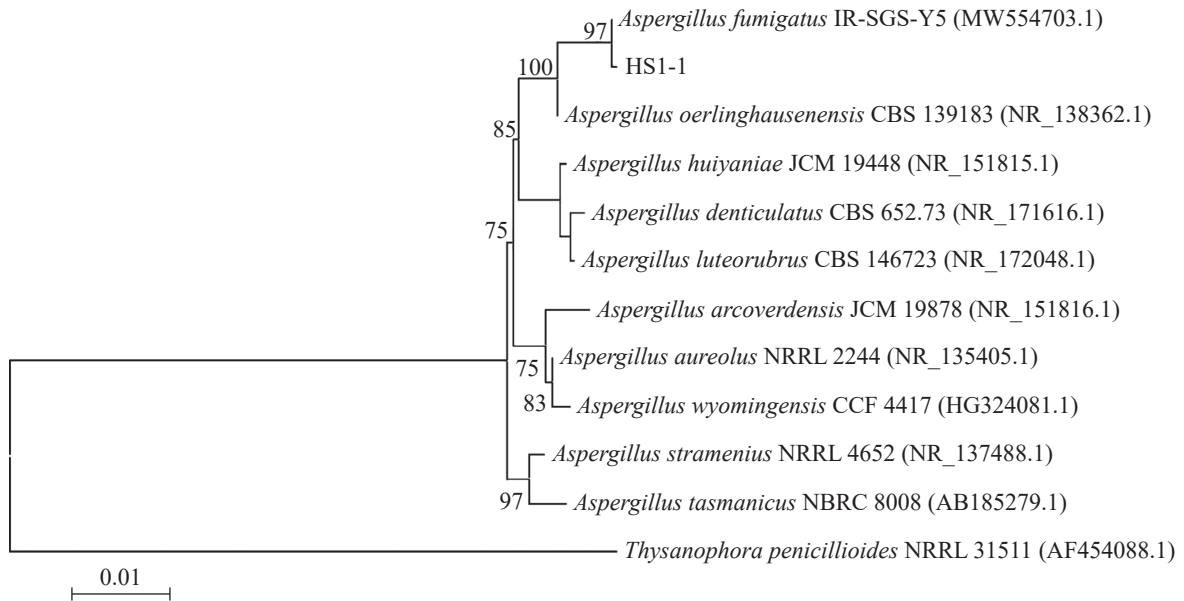 Aspergillus fumigatus IR-SGS-Y5 (MW554703.1)
97
HS1-1
100
Aspergillus oerlinghausenensis CBS 139183 (NR_138362.1)
85
Aspergillus huiyaniae JCM 19448 (NR_151815.1)
Aspergillus denticulatus CBS 652.73 (NR_171616.1)
75
Aspergillus luteorubrus CBS 146723 (NR_172048.1)
Aspergillus arcoverdensis JCM 19878 (NR_151816.1)
Aspergillus aureolus NRRL 2244 (NR_135405.1)
75
Aspergillus wyomingensis CCF 4417 (HG324081.1)
83
Aspergillus stramenius NRRL 4652 (NR_137488.1)
97
Aspergillus tasmanicus NBRC 8008 (AB185279.1)
Thysanophora penicillioides NRRL 31511 (AF454088.1)
0.01